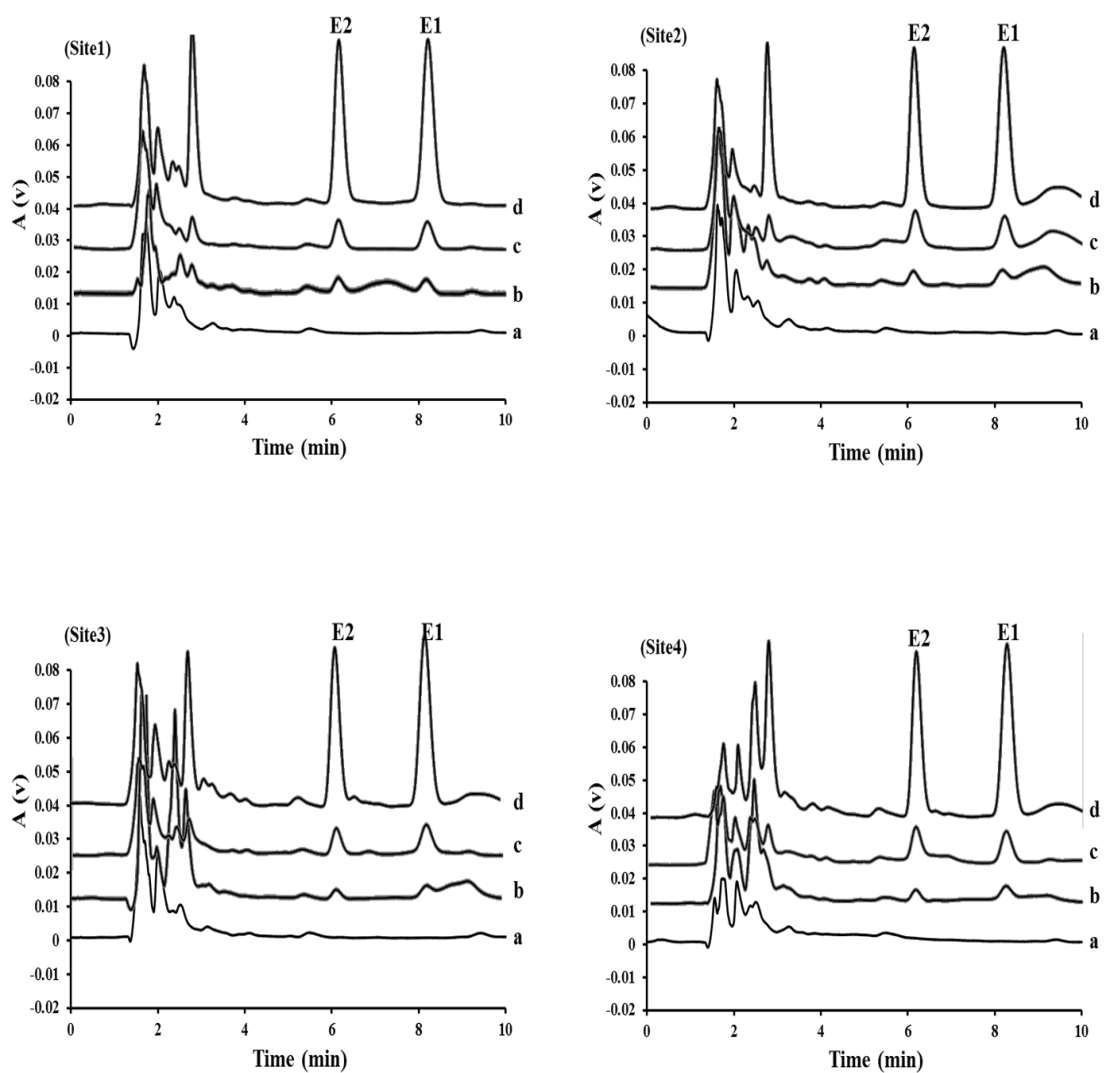 (Site1)
E2 E1
0.08
0.07
0.06
0.05
0.04
0.03
0.02
0.01
0
-0.01
-0.02
A (v)
d
c
b
a
0 2 4 6 8 10
Time (min)
(Site2)
E2 E1
0.08
0.07
0.06
0.05
0.04
0.03
0.02
0.01
0
-0.01
-0.02
A (v)
d
c
b
a
0 2 4 6 8 10
Time (min)
(Site3)
E2 E1
0.08
0.07
0.06
0.05
0.04
0.03
0.02
0.01
0
-0.01
-0.02
A (v)
d
c
b
a
0 2 4 6 8 10
Time (min)
(Site4)
E2 E1
0.08
0.07
0.06
0.05
0.04
0.03
0.02
0.01
0
-0.01
-0.02
A (v)
d
c
b
a
0 2 4 6 8 10
Time (min)